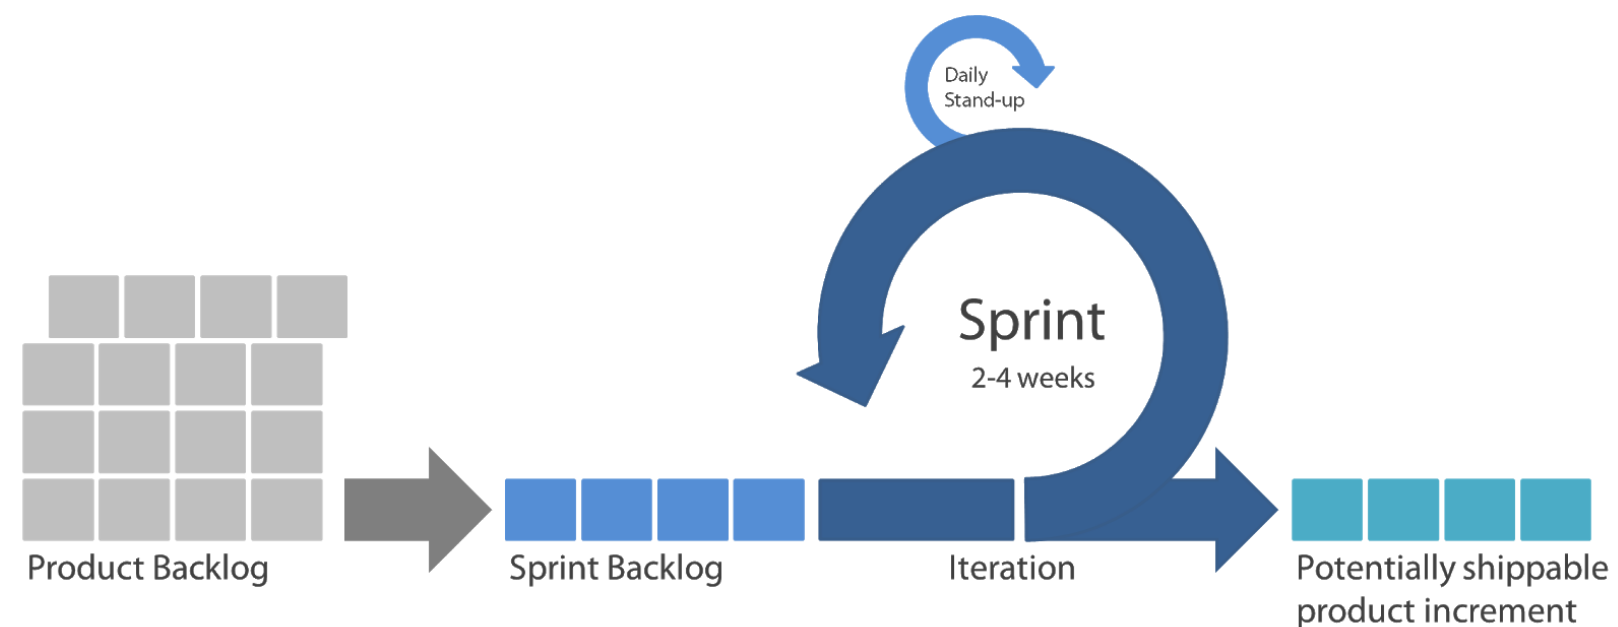 Daily
Stand-up
Sprint
2-4 weeks
Product Backlog
Sprint Backlog
Iteration
Potentially shippable
product increment